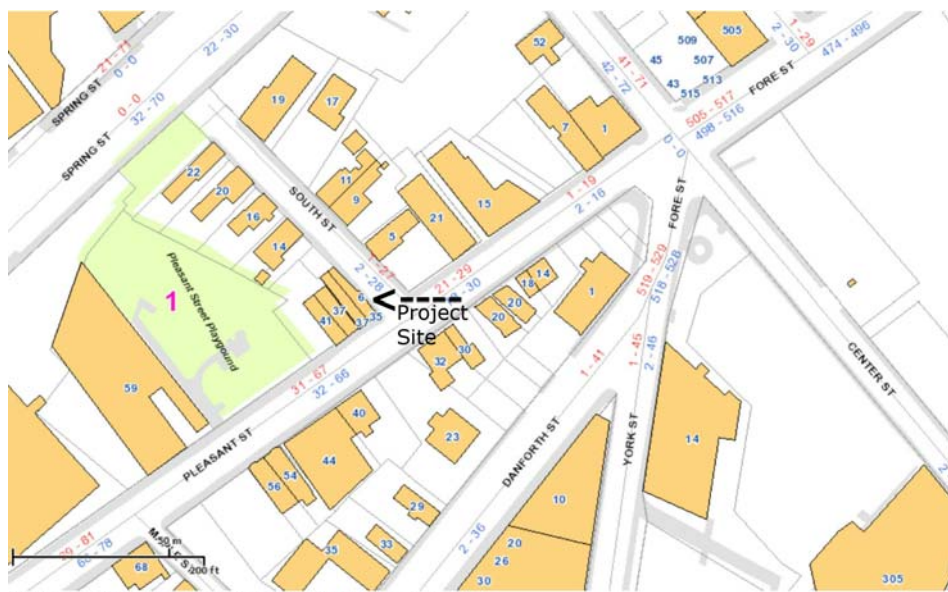 21 - 71
0 - 0
SPRING ST
22 - 30
52
41 - 71
42 - 72
509
505
45
507
43
513
515
1 - 29
2 - 30
474 - 496
FORE ST
505 - 517
498 - 516
0 - 0
32 - 70
SPRING ST
19
17
7
1
0 - 0
22
20
16
14
SOUTH ST
11
9
5
21
15
1 - 19
2 - 16
FORE ST
519 - 529
518 - 528
1 - 27
2 - 28
21 - 29
- 30
6
35
37
37
41
Project
Site
20
20
18
14
1
Pleasant Street Playground
1
59
31 - 67
32 - 66
32
30
1 - 41
1 - 45
2 - 46
CENTER ST
PLEASANT ST
40
44
54
56
23
DANFORTH ST
YORK ST
14
29
33
35
10
20
26
30
2 - 36
68
50 m
200 ft
305